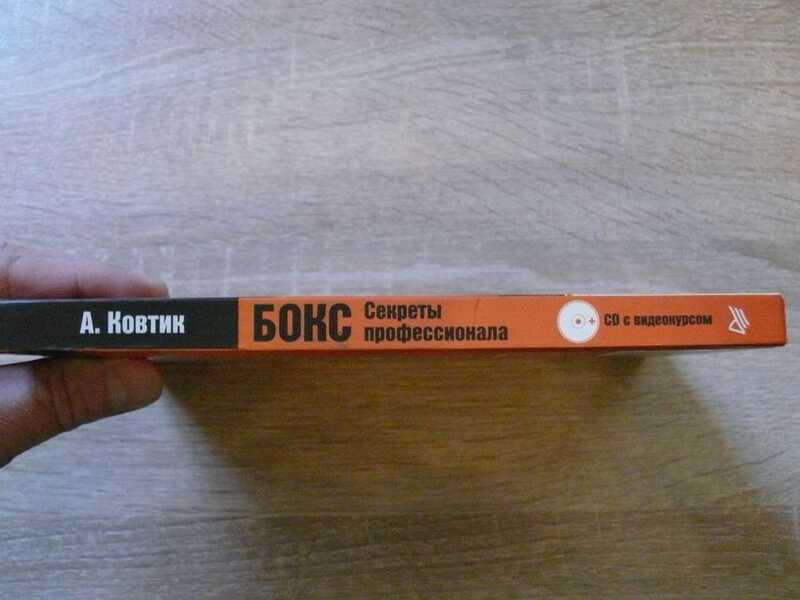 А. Ковтик
БОКС
Секреты
профессионала
+
CD с видеокурсом